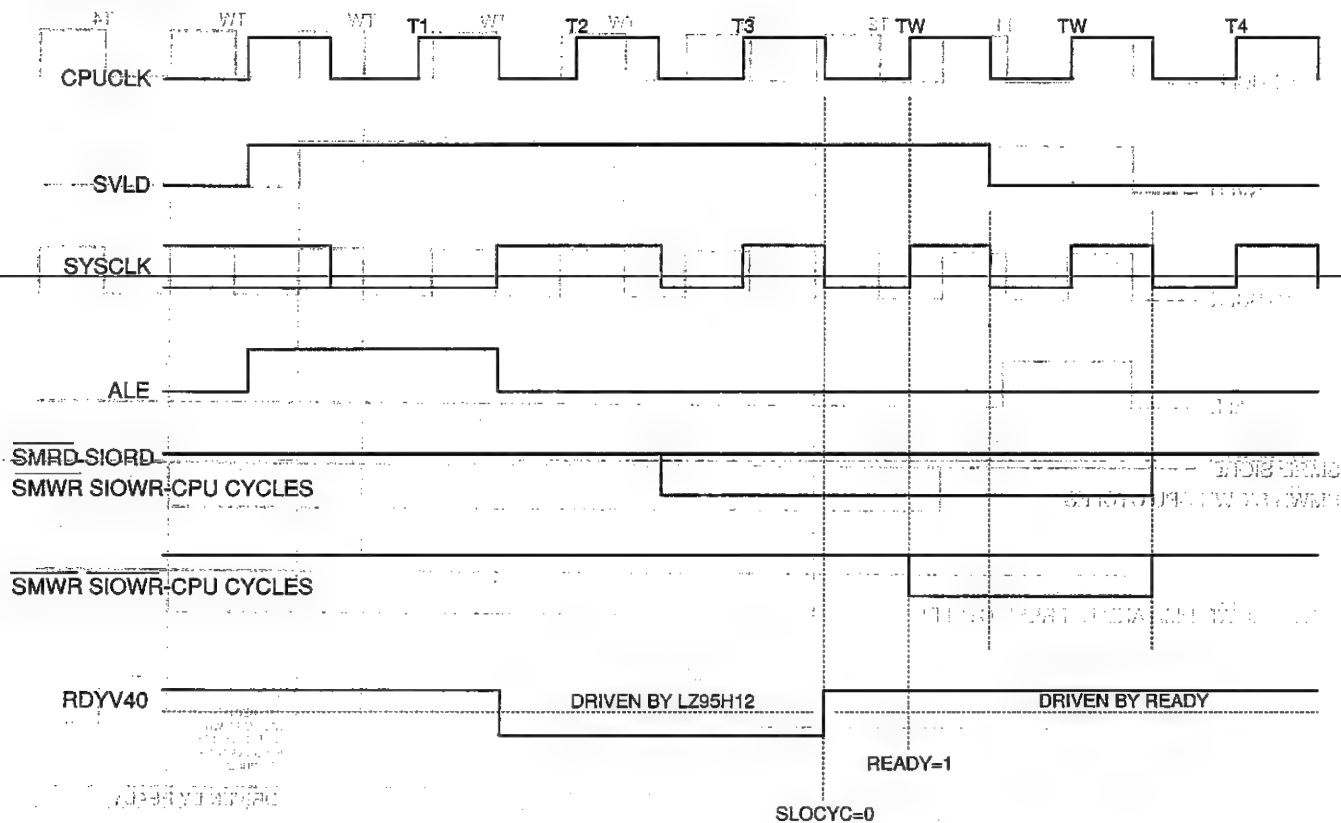 T1 T2 T3 TW TW T4
CPUCLK
SVLD
SYSCLK
ALE
SMRD-SIORD
SMWR SIOWR-CPU CYCLES
SMWR SIOWR-CPU CYCLES
RDYV40
DRIVEN BY LZ95H12
DRIVEN BY READY
READY=1
SLOCYC=0